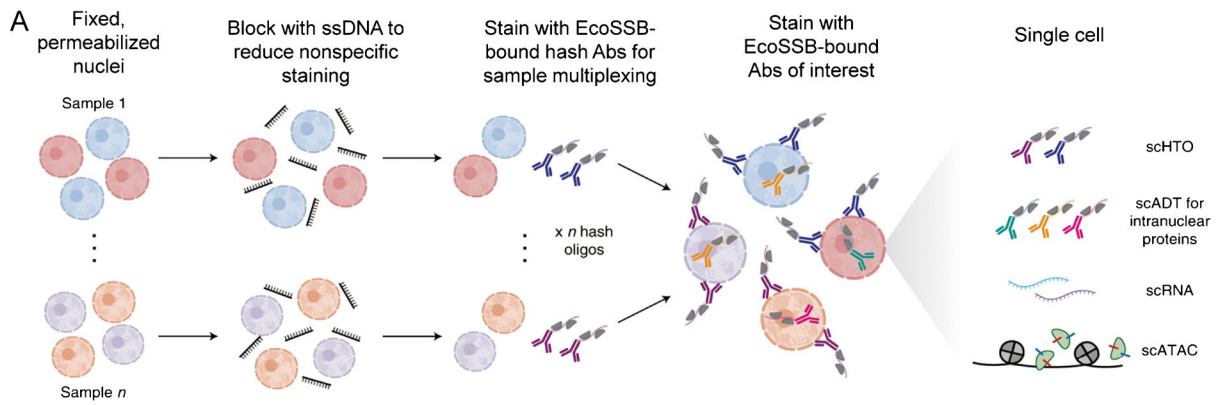 A
Fixed,
permeabilized
nuclei
Block with ssDNA to
reduce nonspecific
staining
Stain with EcoSSB-
bound hash Abs for
sample multiplexing
Stain with
EcoSSB-bound
Abs of interest
Single cell
Sample 1
x n hash
oligos
Sample n
scHTO
scADT for
intranuclear
proteins
scRNA
scATAC